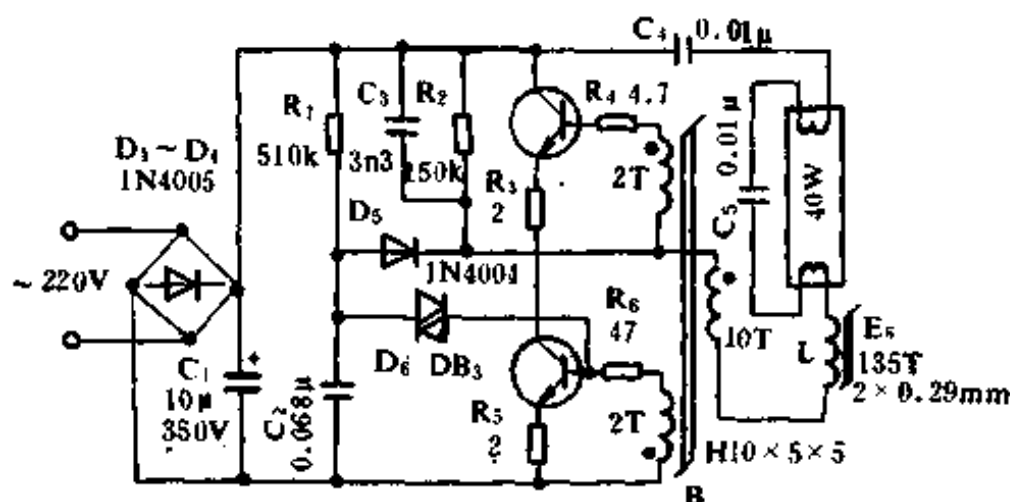 C₄ 0.01μ
R₁
510k
C₃
3n3
R₂
150k
R₄ 4.7
D₁~D₄
1N4005
2T
R₃
2
C₅ 0.01μ
40W
D₅
1N4004
~220V
R₆
47
10T
L
E₅
135T
2×0.29mm
D₆ DB₃
C₁
10μ
350V
C₂
0.068μ
R₅
2
2T
H10×5×5
B